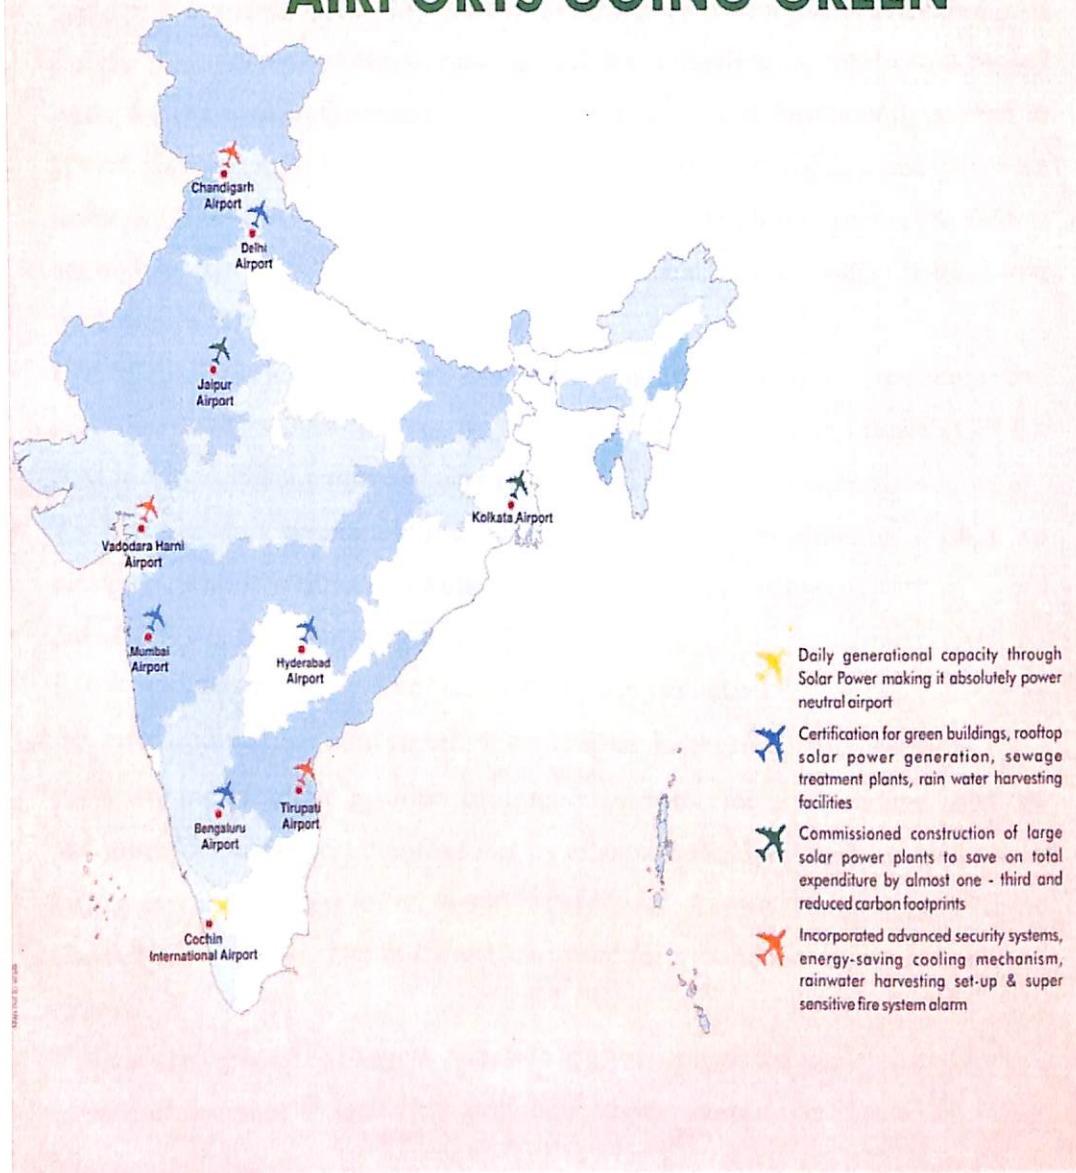 AIRPORTS GOING GREEN
Chandigarh
Airport
Delhi
Airport
Jaipur
Airport
Kolkata Airport
Vadodara Harni
Airport
Mumbai
Airport
Hyderabad
Airport
Tirupati
Airport
Bengaluru
Airport
Cochin
International Airport
Daily generational capacity through
Solar Power making it absolutely power
neutral airport
Certification for green buildings, rooftop
solar power generation, sewage
treatment plants, rain water harvesting
facilities
Commissioned construction of large
solar power plants to save on total
expenditure by almost one - third and
reduced carbon footprints
Incorporated advanced security systems,
energy-saving cooling mechanism,
rainwater harvesting set-up & super
sensitive fire system alarm